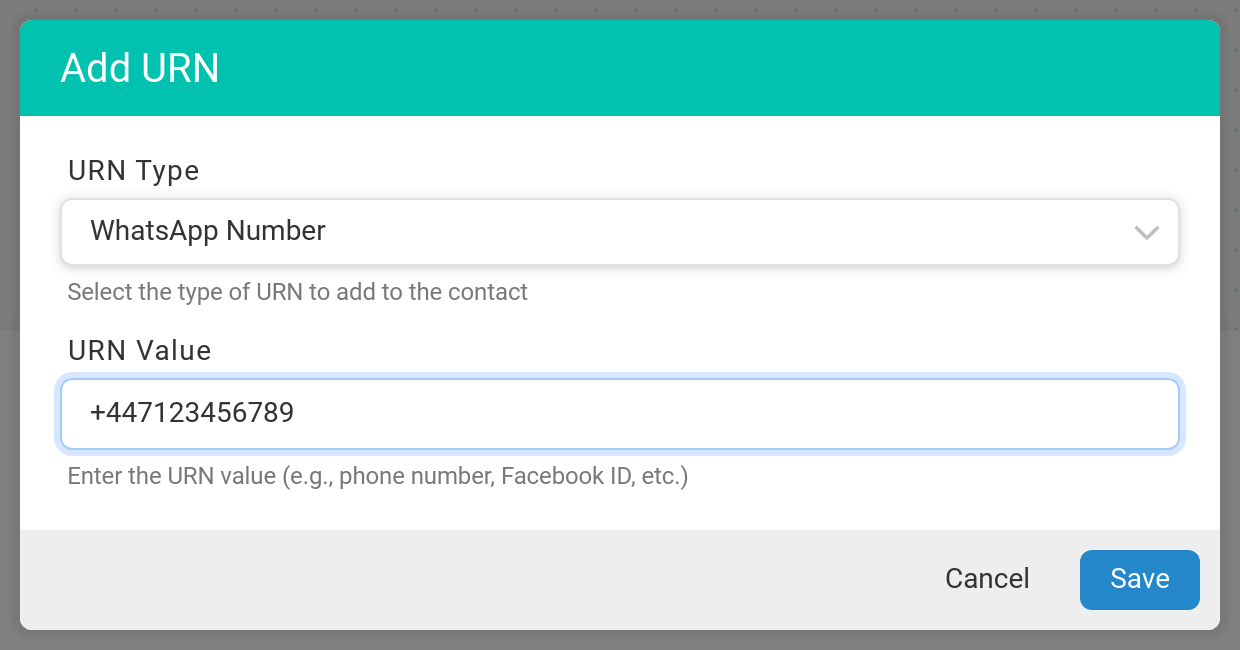 Add URN
URN Type
WhatsApp Number
Select the type of URN to add to the contact
URN Value
+447123456789
Enter the URN value (e.g., phone number, Facebook ID, etc.)
Cancel Save